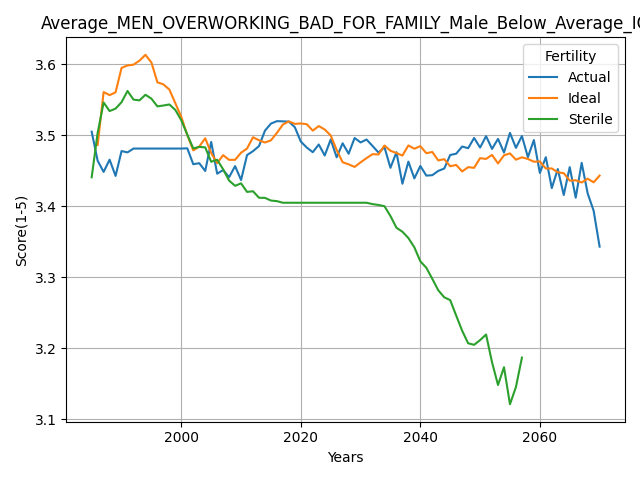 Average_MEN_OVERWORKING_BAD_FOR_FAMILY_Male_Below_Average_IQ
Fertility
Actual
Ideal
Sterile
Score(1-5)
3.6
3.5
3.4
3.3
3.2
3.1
2000
2020
2040
2060
Years